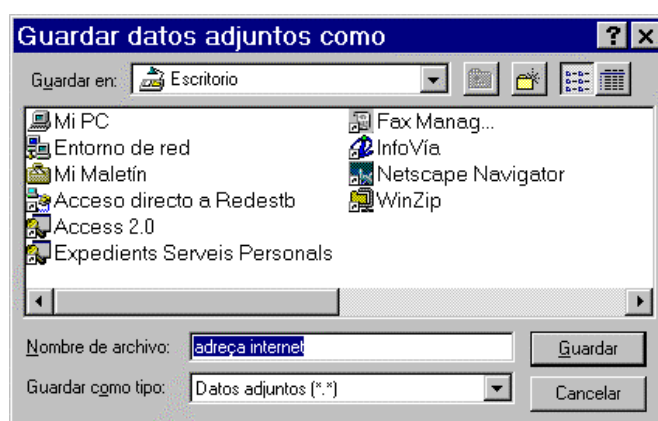 Guardar datos adjuntos como
Guardar en: Escritorio
Mi PC
Entorno de red
Mi Maletín
Acceso directo a Redestb
Access 2.0
Expedients Serveis Personals
Fax Manag...
InfoVía
Netscape Navigator
WinZip
Nombre de archivo: adreça internet Guardar
Guardar como tipo: Datos adjuntos (*.*) Cancelar